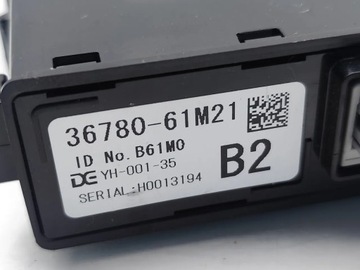 36780-61M21
ID No. B61M0
DE YH-001-35
B2
SERIAL:H0013194